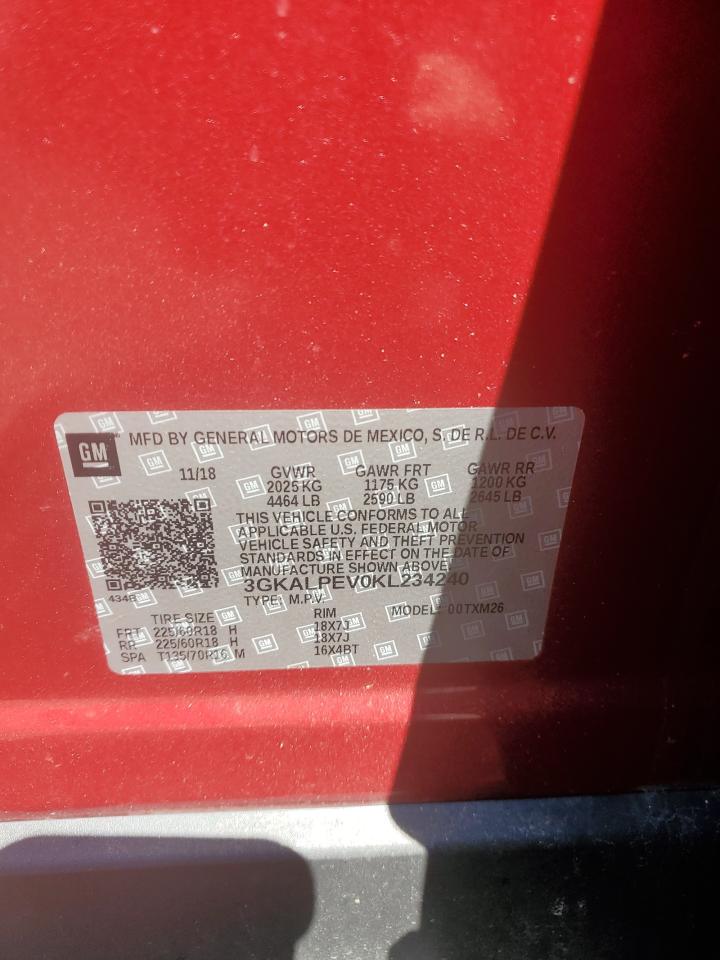 GM MFD BY GENERAL MOTORS DE MEXICO, S. DE R.L. DE C.V.
11/18 GVWR GAWR FRT GAWR RR
2025 KG 1175 KG 1200 KG
4464 LB 2590 LB 2645 LB
THIS VEHICLE CONFORMS TO ALL
APPLICABLE U.S. FEDERAL MOTOR
VEHICLE SAFETY AND THEFT PREVENTION
STANDARDS IN EFFECT ON THE DATE OF
MANUFACTURE SHOWN ABOVE.
3GKALPEV0KL234240
4348 TYPE: M.P.V. MODEL: 00TXM26
TIRE SIZE RIM
FRT 225/60R18 H 18X7J
RR 225/60R18 H 18X7J
SPA T135/70R16 M 16X4BT